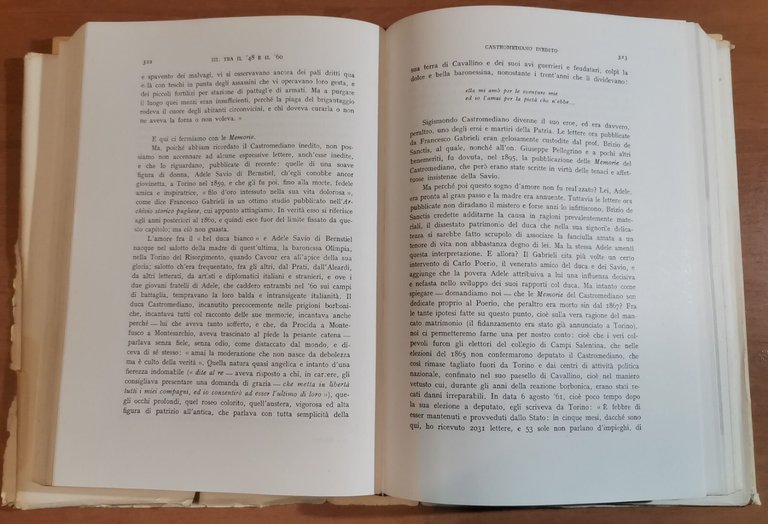 322
III. TRA IL '48 E IL '60
e spavento dei malvagi, vi si osservavano ancora dei pali dritti qua
e là con teschi in punta degli assassini che vi operavano loro gesta, e
dei piccoli fortilizi per stazione di pattuglie di armati. Ma a purgare
il luogo quei mezzi eran insufficienti, perché la piaga del brigantaggio
rodeva il cuore degli abitanti circonvicini, e chi doveva curarla o non
ne aveva la forza o non voleva. »
E qui ci fermiamo con le Memorie.
Ma, poiché abbiam ricordato il Castromediano inedito, non pos-
siamo non accennare ad alcune espressive lettere, anch'esse inedite,
e che lo riguardano, pubblicate di recente: quelle di una soave
figura di donna, Adele Savio di Bernstiel, ch'egli conobbe ancor
giovinetta, a Torino nel 1859, e che gli fu poi, fino alla morte, fedele
amica e inspiratrice, « filo d'oro intessuto nella sua vita dolorosa »,
come dice Francesco Gabrieli in un ottimo studio pubblicato nell'Ar-
chivio storico pugliese, cui appunto attingiamo. In verità esso si riferisce
agli anni posteriori al 1860, e quindi esce fuor del limite fissato da que-
sto capitolo; ma ciò non guasta.
L'amore fra il « bel duca bianco » e Adele Savio di Bernstiel
nacque nel salotto della madre di quest'ultima, la baronessa Olimpia,
nella Torino del Risorgimento, quando Cavour era all'apice della sua
gloria; salotto ch'era frequentato, fra gli altri, dal Prati, dall'Aleardi,
da altri letterati, da artisti e diplomatici italiani e stranieri, e ove i
due giovani fratelli di Adele, che caddero entrambi nel '60 sui campi
di battaglia, tempravano la loro balda e intransigente italianità. Il
duca Castromediano, incanutito precocemente nelle prigioni borboni-
che, incantava tutti col racconto delle sue memorie, incantava anche
perché — lui che aveva tanto sofferto, e che, da Procida a Monte-
fusco a Montesarchio, aveva trascinato al piede la pesante catena —
parlava senza fiele, senz odio, come distaccato dal mondo, e di-
ceva di sé stesso: « amai la moderazione che non nasce da debolezza
ma è culto della verità ». Quella natura quasi angelica e intanto di una
fierezza indomabile (« dite al re — aveva risposto a chi, in carcere, gli
consigliava presentare una domanda di grazia — che metta in libertà
tutti i miei compagni, ed io consentirò ad esser l'ultimo di loro »), que-
gli occhi profondi, quel roseo colorito, quell'austera, vigorosa ed alta
figura di patrizio all'antica, che parlava con tutta semplicità della
CASTROMEDIANO INEDITO
323
sua terra di Cavallino e dei suoi avi guerrieri e feudatari, colpì la
dolce e bella baronessina, nonostante i trent'anni che li dividevano:
ella mi amò per le sventure mie
ed io l'amai per la pietà che n'ebbe...
Sigismondo Castromediano divenne il suo eroe, ed era davvero,
peraltro, uno degli eroi e martiri della Patria. Le lettere ora pubblicate
da Francesco Gabrieli eran gelosamente custodite dal prof. Brizio de
Sanctis, al quale, nonché all'on. Giuseppe Pellegrino e a pochi altri
benemeriti, fu dovuta, nel 1895, la pubblicazione delle Memorie del
Castromediano, che però erano state scritte in virtù delle tenaci e affet-
tuose insistenze della Savio.
Ma perché poi questo sogno d'amore non fu realizzato? Lei, Adele,
era pronta al gran passo e la madre era annuente. Tuttavia le lettere ora
pubblicate non diradano il mistero e forse anzi lo infittiscono. Brizio de
Sanctis credette additarne la causa in ragioni prevalentemente mate-
riali, il dissestato patrimonio del duca che nella sua signorile delica-
tezza si sarebbe fatto scrupolo di associare la fanciulla amata a un
tenore di vita non abbastanza degno di lei. Ma la stessa Adele smentì
questa interpretazione. E allora? Il Gabrieli cita più volte un certo
intervento di Carlo Poerio, il venerato amico del duca e dei Savio, e
aggiunge che la povera Adele attribuiva a lui una influenza decisiva
e nefasta nello sviluppo dei suoi rapporti col duca. Ma intanto come
spiegare — domandiamo noi — che le Memorie del Castromediano son
dedicate proprio al Poerio, che peraltro era morto sin dal 1867? Fra
le tante ipotesi fatte su questo punto, cioè sulla vera ragion del man-
cato matrimonio (il fidanzamento era stato già annunciato a Torino),
noi ci permetteremo farne una per nostro conto: cioè che i veri col-
pevoli furon gli elettori del collegio di Campi Salentina, che nelle
elezioni del 1865 non confermarono deputato il Castromediano, che
così rimase tagliato fuori da Torino e dai centri di attività politica
nazionale, confinato nel suo paesello di Cavallino, cioè nel maniero
vetusto cui, durante gli anni della reazione borbonica, erano stati re-
cati danni irreparabili. In data 6 agosto '61, cioè poco tempo dopo
la sua elezione a deputato, egli scriveva da Torino: « È febbre di
esser mantenuti e provveduti dallo Stato: in cinque mesi, dacché sono
qui, ho ricevuto 2031 lettere, e 53 sole non parlano d'impieghi, di